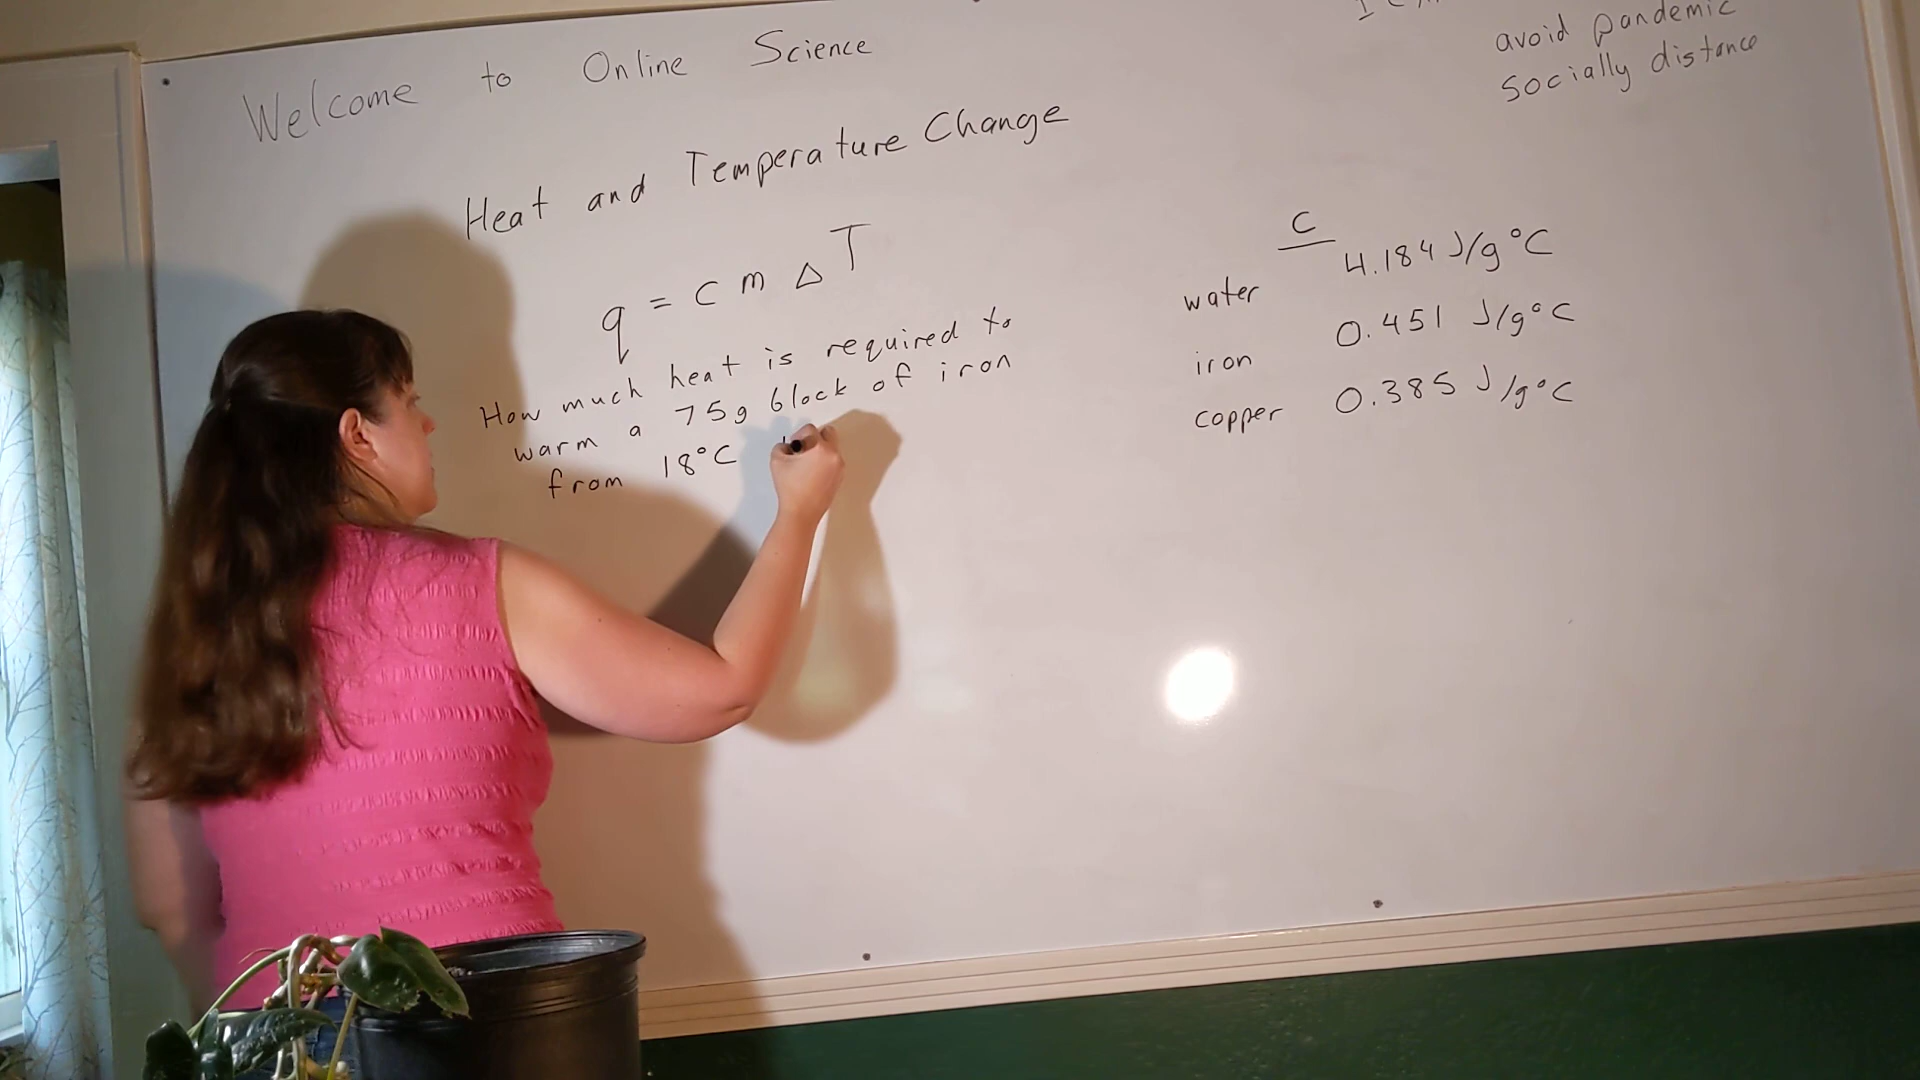 Welcome to Online Science
avoid pandemic
socially distance
Heat and Temperature Change
q = c m △ T
How much heat is required to
warm a 75g block of iron
from 18°C
c
water 4.184 J/g°C
iron 0.451 J/g°C
copper 0.385 J/g°C